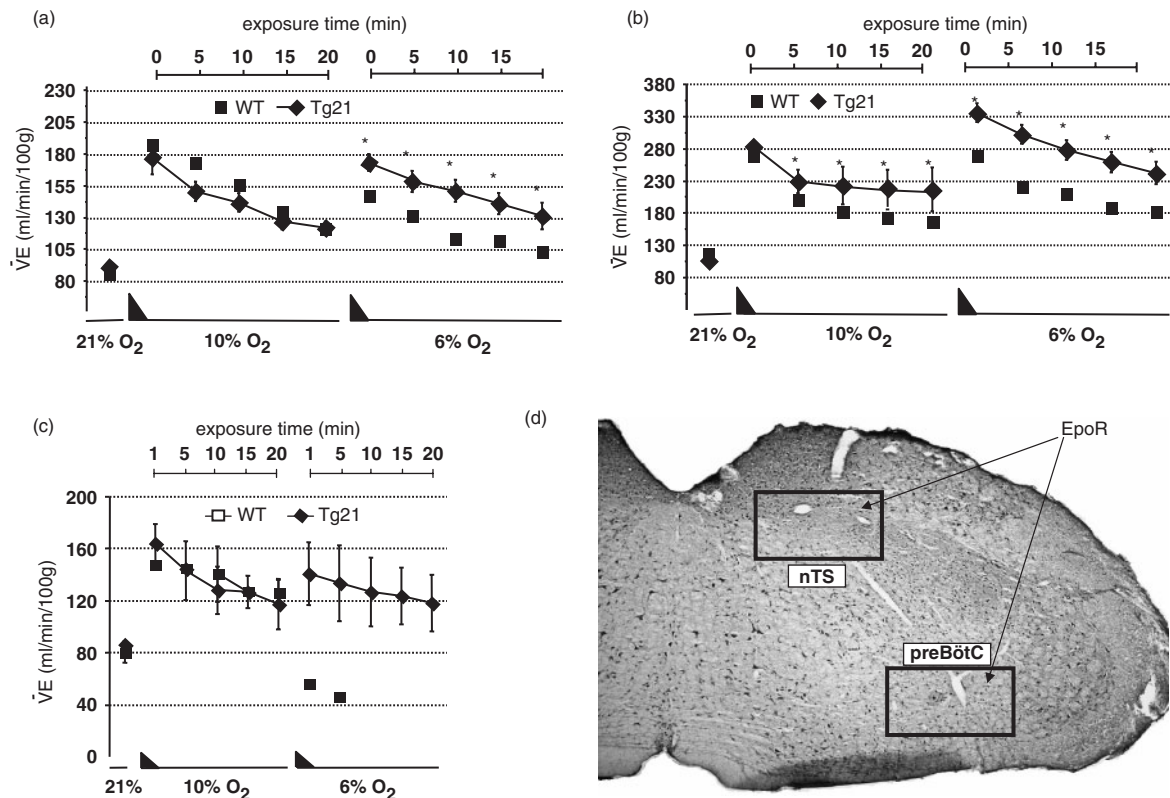 (a)
exposure time (min)
0 5 10 15 20 0 5 10 15
230
205
180
155
130
105
80
V̄E (ml/min/100g)
WT Tg21
* * * * *
21% O2 10% O2 6% O2
(b)
exposure time (min)
0 5 10 15 20 0 5 10 15
380
330
280
230
180
130
80
V̄E (ml/min/100g)
WT Tg21
* * * * * * * * *
21% O2 10% O2 6% O2
(c)
exposure time (min)
1 5 10 15 20 1 5 10 15 20
200
160
120
80
40
0
V̄E (ml/min/100g)
WT Tg21
21% 10% O2 6% O2
(d)
EpoR
nTS
preBötC